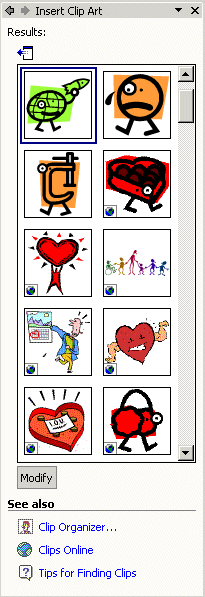 Insert Clip Art
Results:
I.O.U.
Modify
See also
Clip Organizer...
Clips Online
Tips for Finding Clips